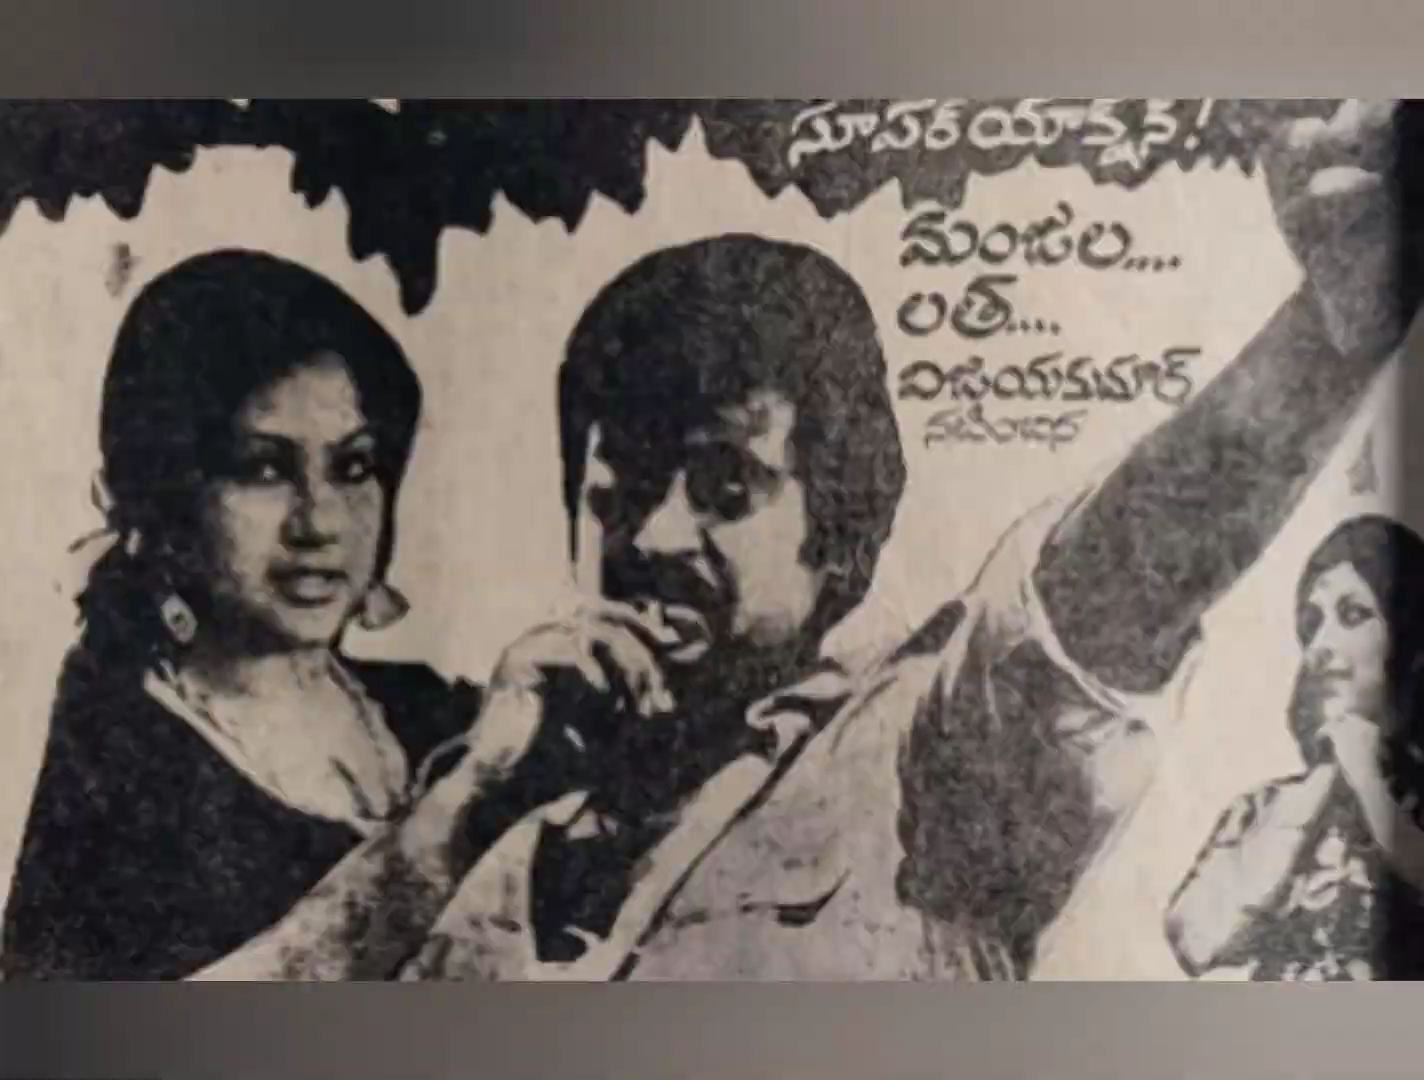 సూపర్ యాక్షన్!
మంజుల....
లత....
విజయకుమార్
నటించిన